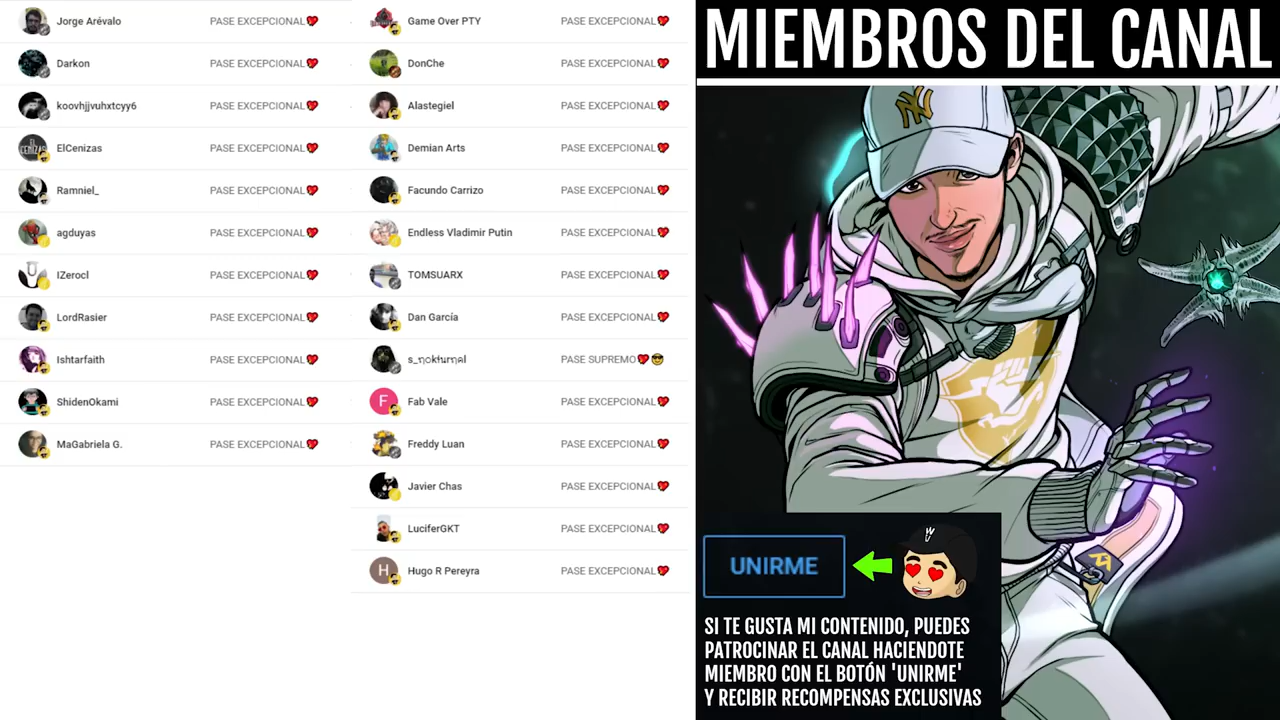 Jorge Arévalo PASE EXCEPCIONAL
Darkon PASE EXCEPCIONAL
koovhjjvuhxtcyy6 PASE EXCEPCIONAL
ElCenizas PASE EXCEPCIONAL
Ramniel_ PASE EXCEPCIONAL
agduyas PASE EXCEPCIONAL
IZerocl PASE EXCEPCIONAL
LordRasier PASE EXCEPCIONAL
Ishtarfaith PASE EXCEPCIONAL
ShidenOkami PASE EXCEPCIONAL
MaGabriela G. PASE EXCEPCIONAL
Game Over PTY PASE EXCEPCIONAL
DonChe PASE EXCEPCIONAL
Alastegiel PASE EXCEPCIONAL
Demian Arts PASE EXCEPCIONAL
Facundo Carrizo PASE EXCEPCIONAL
Endless Vladimir Putin PASE EXCEPCIONAL
TOMSUARX PASE EXCEPCIONAL
Dan García PASE EXCEPCIONAL
PASE SUPREMO
F Fab Vale PASE EXCEPCIONAL
Freddy Luan PASE EXCEPCIONAL
Javier Chas PASE EXCEPCIONAL
LuciferGKT PASE EXCEPCIONAL
H Hugo R Pereyra PASE EXCEPCIONAL
MIEMBROS DEL CANAL
NY
UNIRME
SI TE GUSTA MI CONTENIDO, PUEDES
PATROCINAR EL CANAL HACIENDOTE
MIEMBRO CON EL BOTÓN 'UNIRME'
Y RECIBIR RECOMPENSAS EXCLUSIVAS